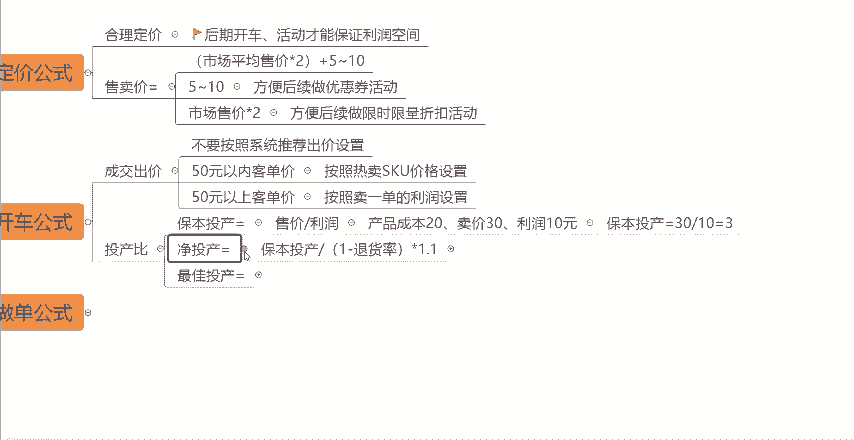 合理定价 后期开车、活动才能保证利润空间
定价公式
(市场平均售价*2)+5~10
售卖价= 5~10 方便后续做优惠券活动
市场售价*2 方便后续做限时限量折扣活动
不要按照系统推荐出价设置
成交出价 50元以内客单价 按照热卖SKU价格设置
50元以上客单价 按照卖一单的利润设置
开车公式
保本投产= 售价/利润 产品成本20、卖价30、利润10元 保本投产=30/10=3
投产比 净投产= 保本投产/(1-退货率)*1.1
最佳投产=
做单公式